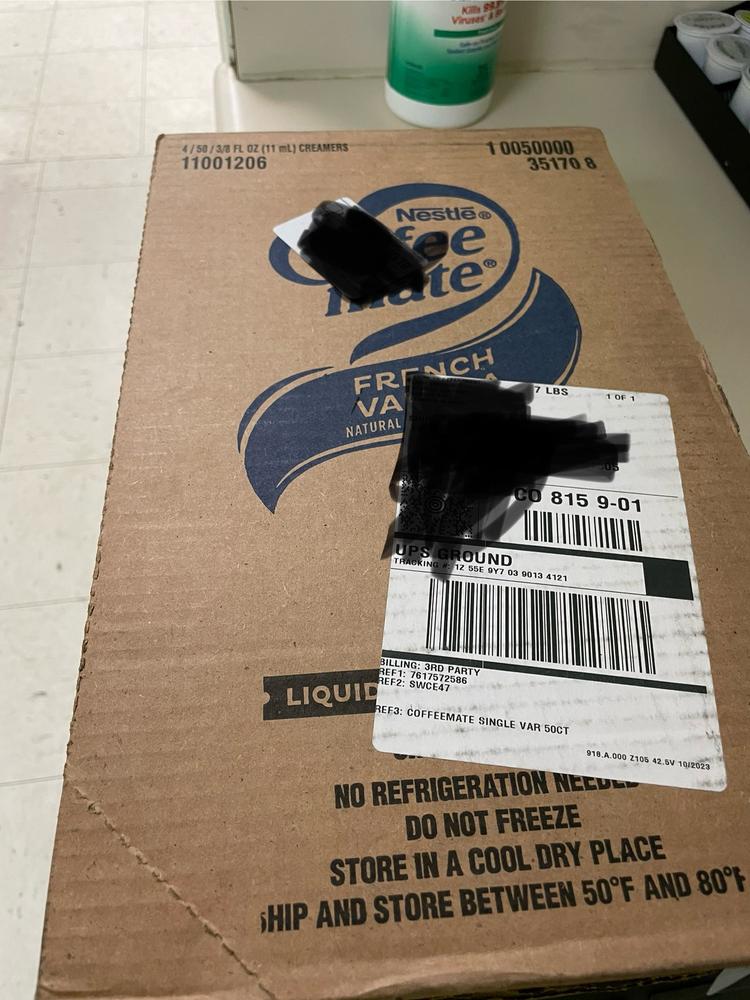 Kills 99.9
Viruses* &
4 / 50 / 3/8 FL OZ (11 mL) CREAMERS
11001206
1 0050000
35170 8
Nestlé®
mate®
FRENCH
NATURAL
7 LBS
1 OF 1
CO 815 9-01
UPS GROUND
TRACKING #: 1Z 55E 9Y7 03 9013 4121
BILLING: 3RD PARTY
REF1: 7617572586
REF2: SWCE47
REF3: COFFEEMATE SINGLE VAR 50CT
918.A.000 Z105 42.5V 10/2023
LIQUID
NO REFRIGERATION NEEDED
DO NOT FREEZE
STORE IN A COOL DRY PLACE
SHIP AND STORE BETWEEN 50°F AND 80°F